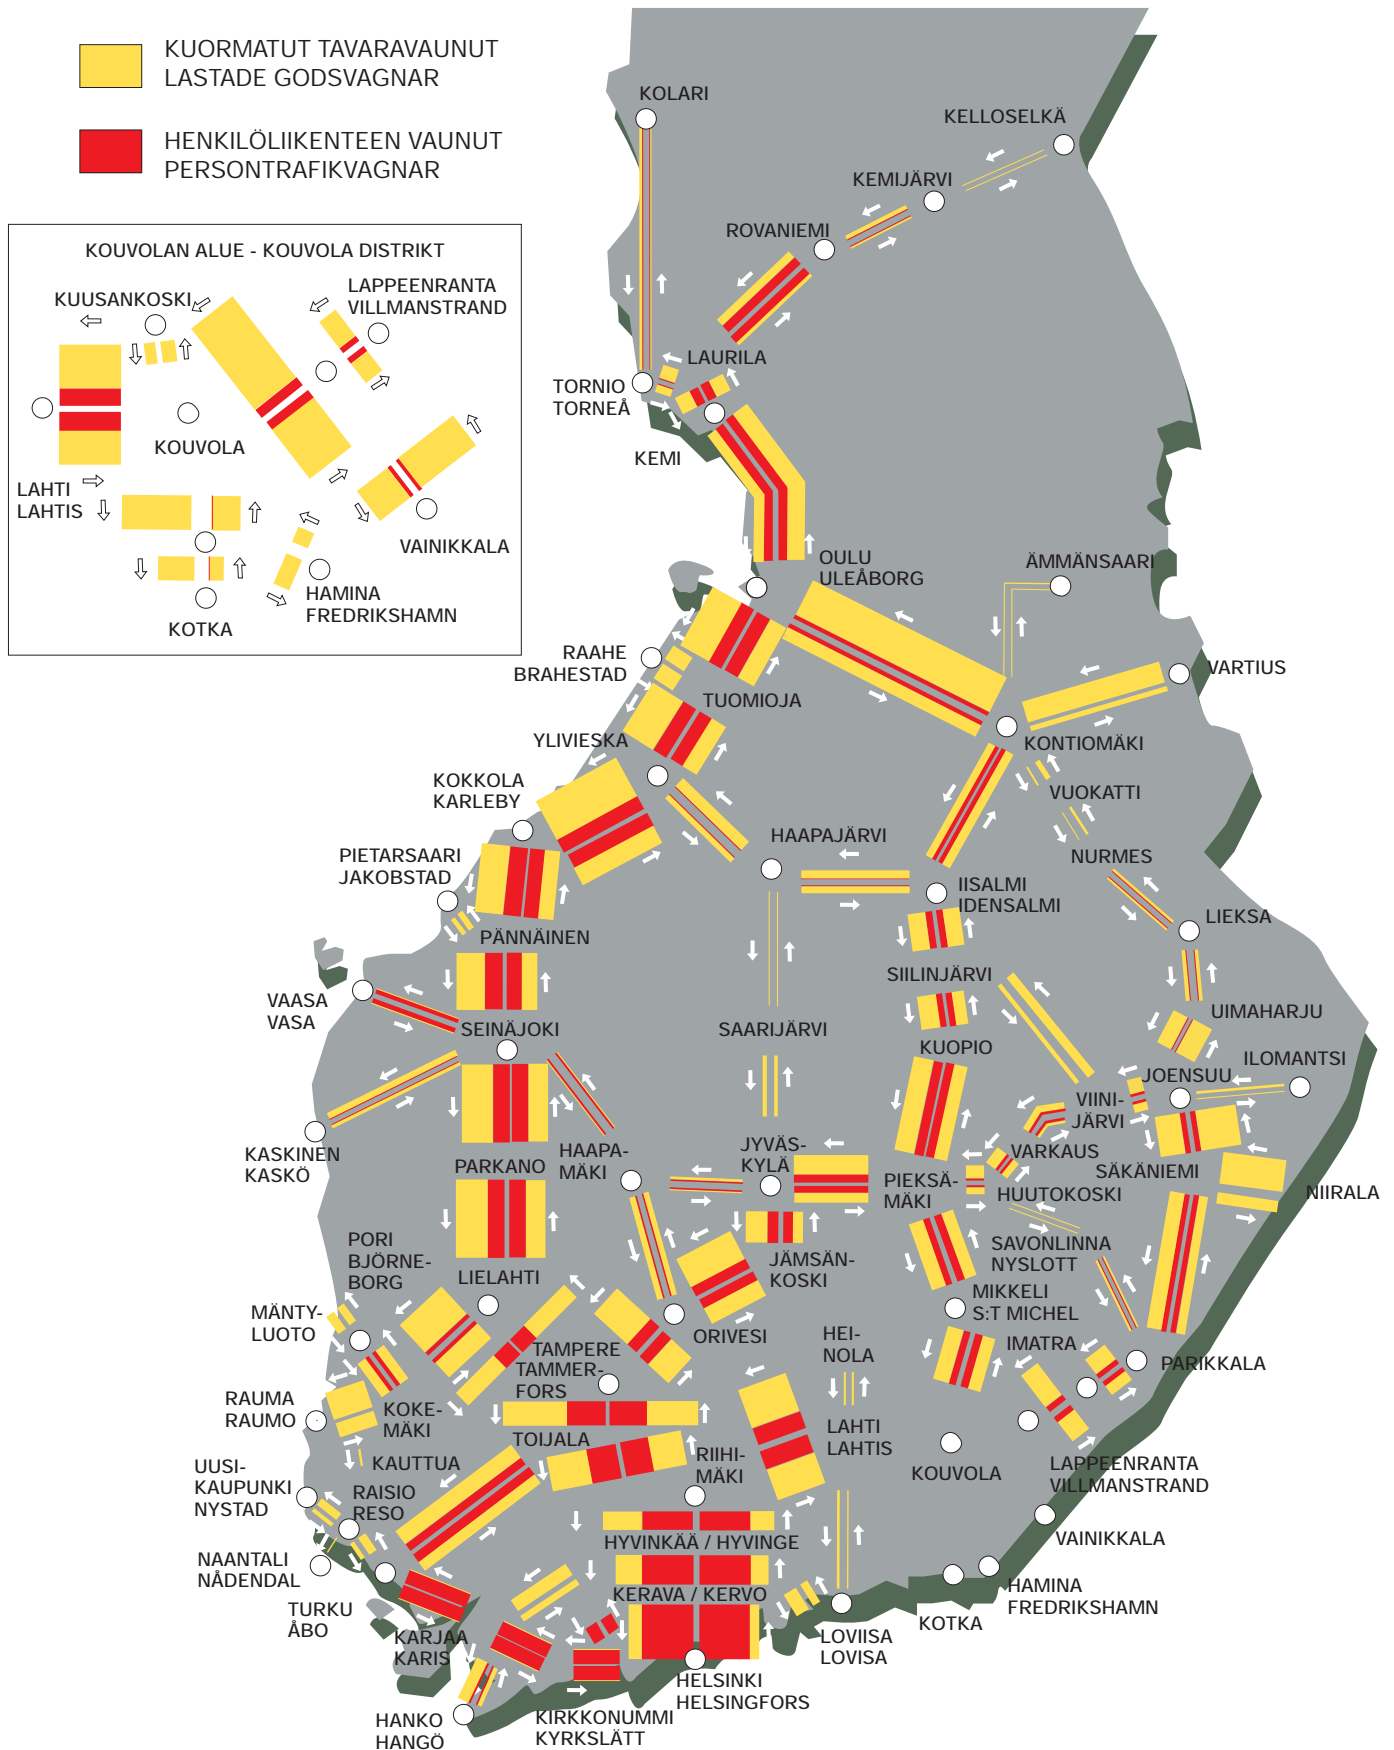 KUORMATUT TAVARAVAUNUT
LASTADE GODSVAGNAR
HENKILÖLIIKENTEEN VAUNUT
PERSONTRAFIKVAGNAR
KOUVOLAN ALUE - KOUVOLA DISTRIKT
KUUSANKOSKI
LAPPEENRANTA
VILLMANSTRAND
KOUVOLA
LAHTI
LAHTIS
VAINIKKALA
HAMINA
FREDRIKSHAMN
KOTKA
KOLARI
KELLOSELKÄ
KEMIJÄRVI
ROVANIEMI
LAURILA
TORNIO
TORNEÅ
KEMI
OULU
ULEÅBORG
ÄMMÄNSAARI
RAAHE
BRAHESTAD
VARTIUS
TUOMIOJA
YLIVIESKA
KONTIOMÄKI
KOKKOLA
KARLEBY
VUOKATTI
HAAPAJÄRVI
PIETARSAARI
JAKOBSTAD
NURMES
IISALMI
IDENSALMI
LIEKSA
PÄNNÄINEN
SIILINJÄRVI
VAASA
VASA
SEINÄJOKI
SAARIJÄRVI
UIMAHARJU
KUOPIO
ILOMANTSI
JOENSUU
VIINI-
JÄRVI
KASKINEN
KASKÖ
HAAPA-
MÄKI
JYVÄS-
KYLÄ
VARKAUS
PARKANO
PIEKSÄ-
MÄKI
SÄKÄNIEMI
HUUTOKOSKI
NIIRALA
PORI
BJÖRNE-
BORG
LIELAHTI
JÄMSÄN-
KOSKI
SAVONLINNA
NYSLOTT
MÄNTY-
LUOTO
MIKKELI
S:T MICHEL
ORIVESI
HEI-
NOLA
IMATRA
TAMPERE
TAMMER-
FORS
PARIKKALA
RAUMA
RAUMO
KOKE-
MÄKI
LAHTI
LAHTIS
TOIJALA
RIIHI-
MÄKI
KAUTTUA
KOUVOLA
LAPPEENRANTA
VILLMANSTRAND
UUSI-
KAUPUNKI
NYSTAD
RAISIO
RESO
HYVINKÄÄ / HYVINGE
VAINIKKALA
NAANTALI
NÅDENDAL
KERAVA / KERVO
HAMINA
FREDRIKSHAMN
TURKU
ÅBO
KOTKA
KARJAA
KARIS
LOVIISA
LOVISA
HELSINKI
HELSINGFORS
HANKO
HANGÖ
KIRKKONUMMI
KYRKSLÄTT